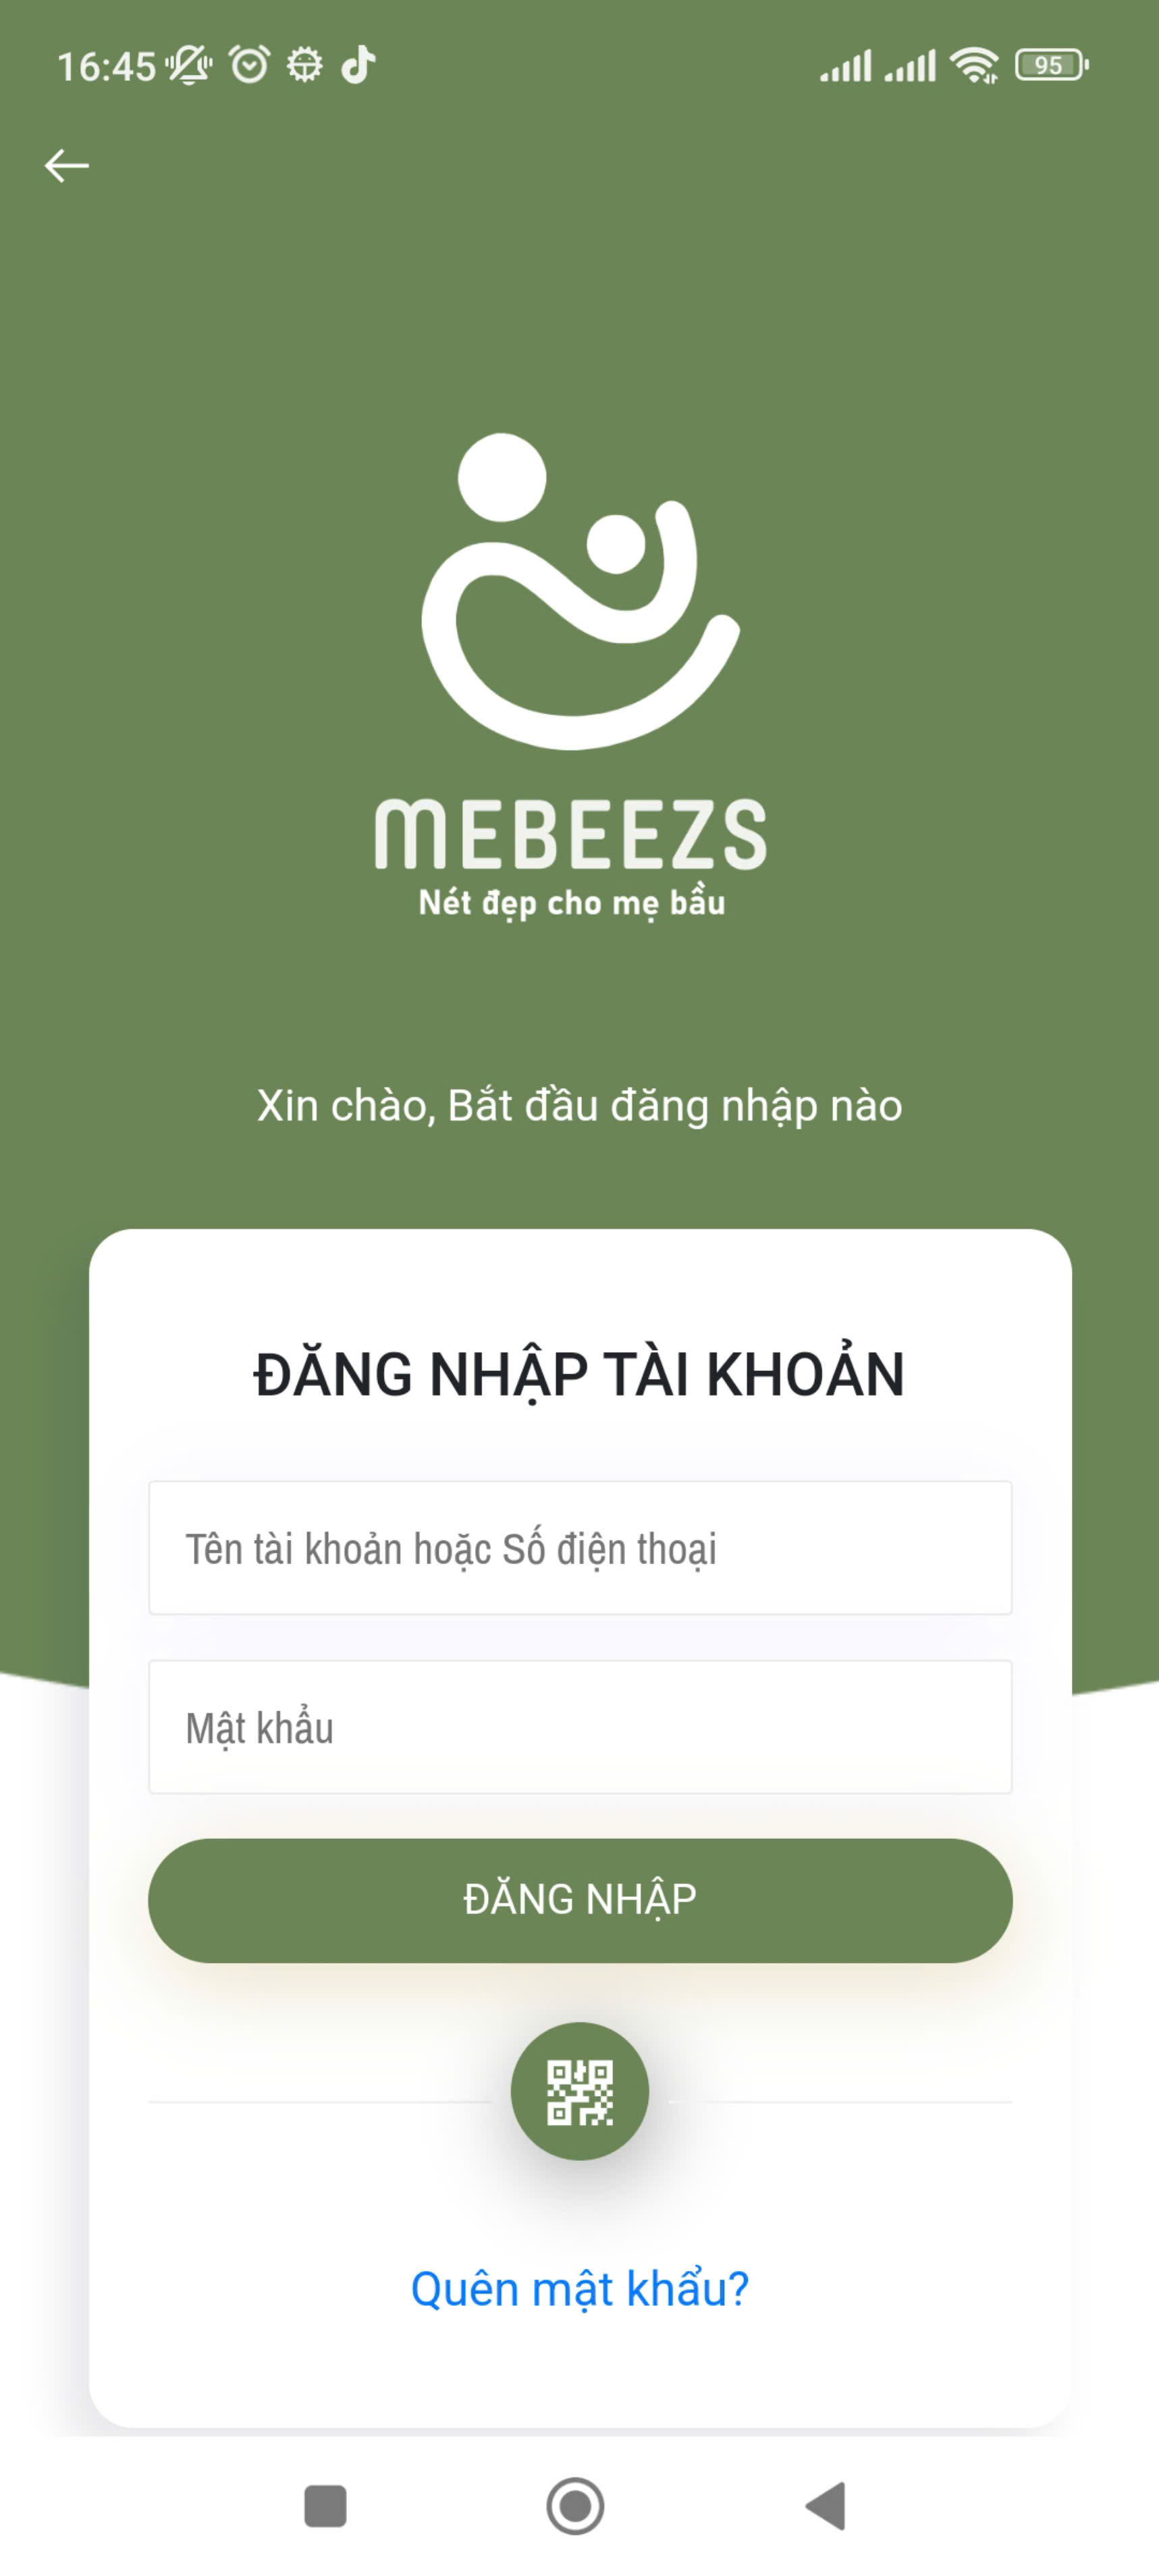 16:45
95
MEBEEZS
Nét đẹp cho mẹ bầu
Xin chào, Bắt đầu đăng nhập nào
ĐĂNG NHẬP TÀI KHOẢN
Tên tài khoản hoặc Số điện thoại
Mật khẩu
ĐĂNG NHẬP
Quên mật khẩu?